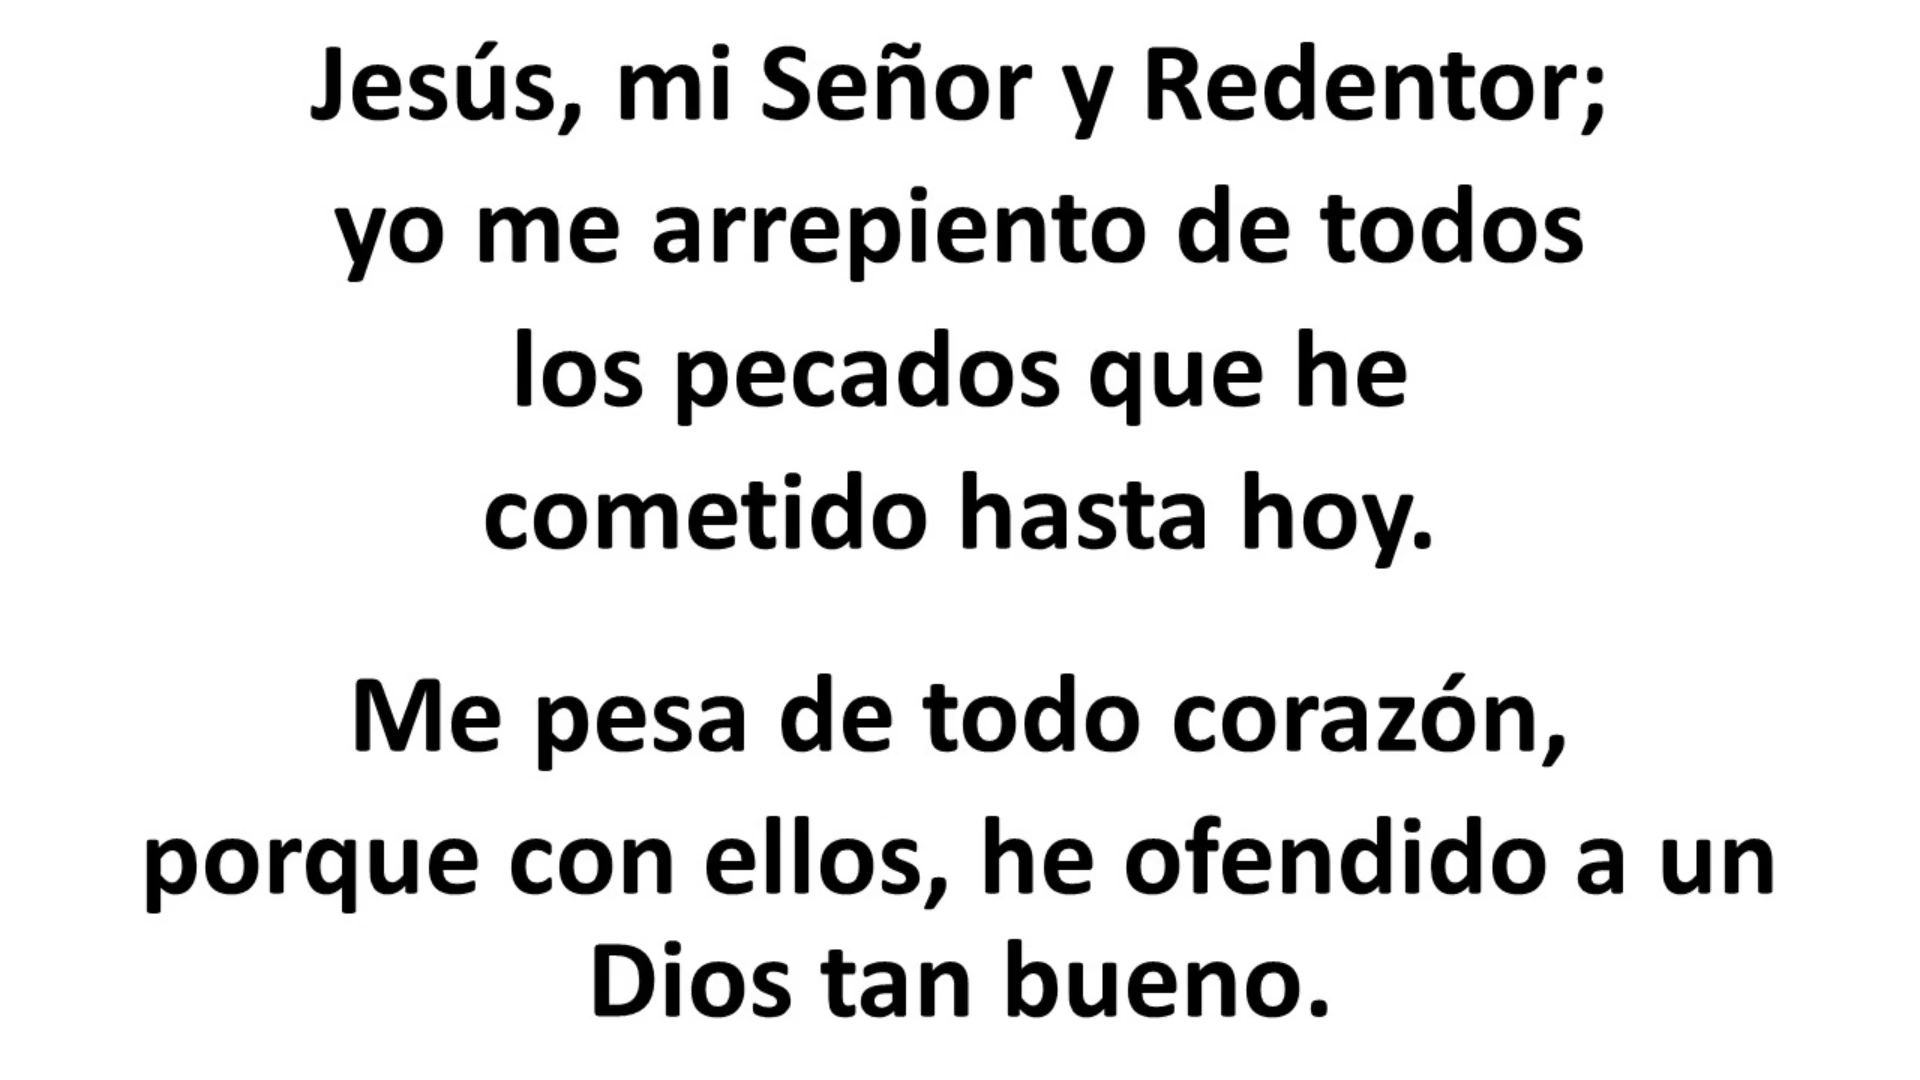 Jesús, mi Señor y Redentor;
yo me arrepiento de todos
los pecados que he
cometido hasta hoy.
Me pesa de todo corazón,
porque con ellos, he ofendido a un
Dios tan bueno.